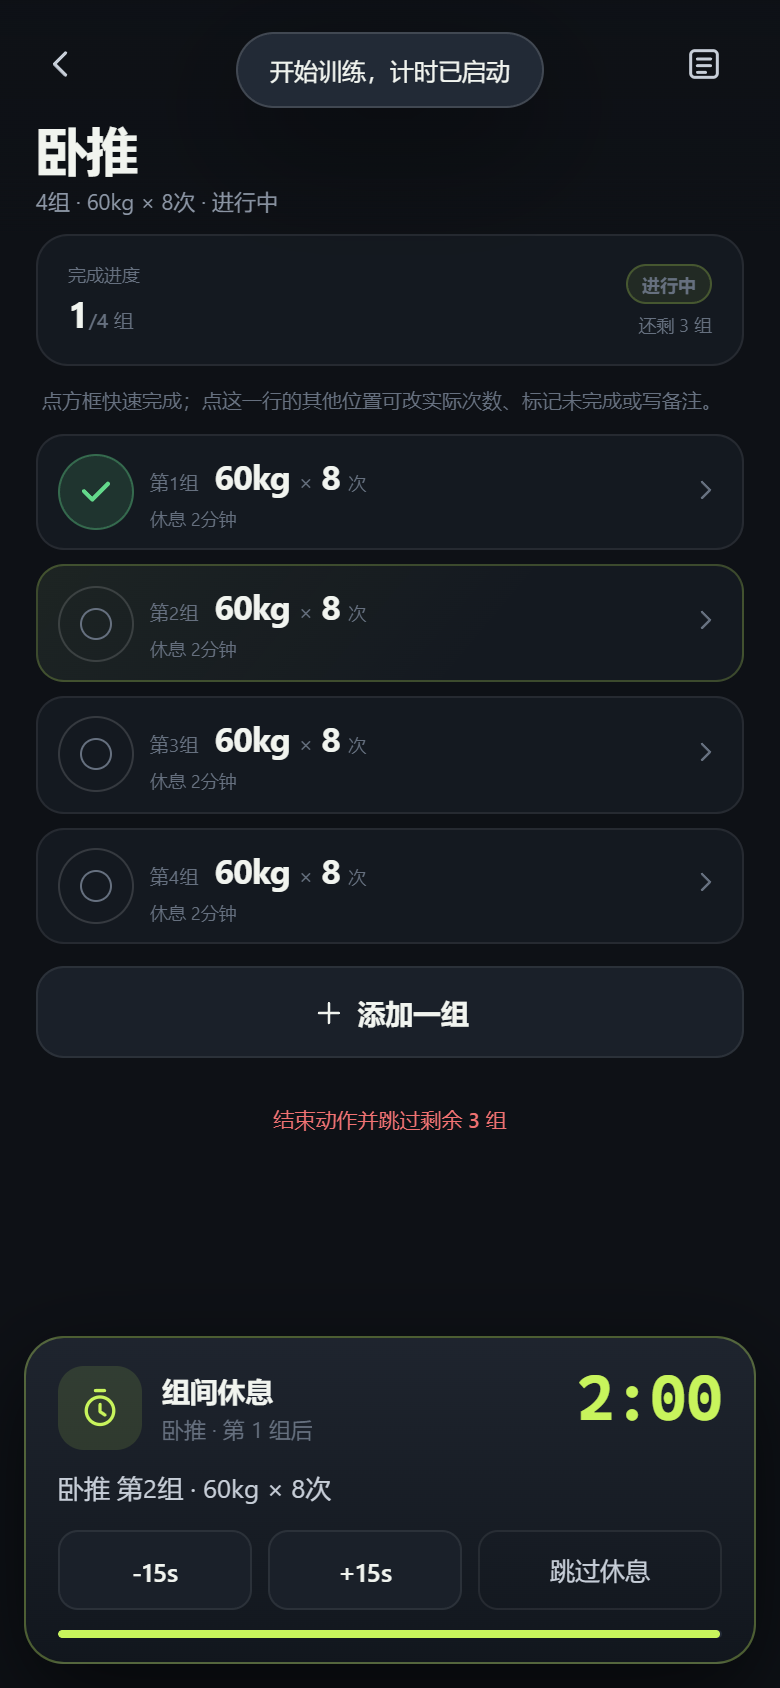 开始训练，计时已启动
卧推
4组 · 60kg × 8次 · 进行中
完成进度
进行中
1/4 组
还剩 3 组
点方框快速完成；点这一行的其他位置可改实际次数、标记未完成或写备注。
第1组 60kg × 8 次
休息 2分钟
第2组 60kg × 8 次
休息 2分钟
第3组 60kg × 8 次
休息 2分钟
第4组 60kg × 8 次
休息 2分钟
+ 添加一组
结束动作并跳过剩余 3 组
组间休息
2:00
卧推 · 第 1 组后
卧推 第2组 · 60kg × 8次
-15s
+15s
跳过休息